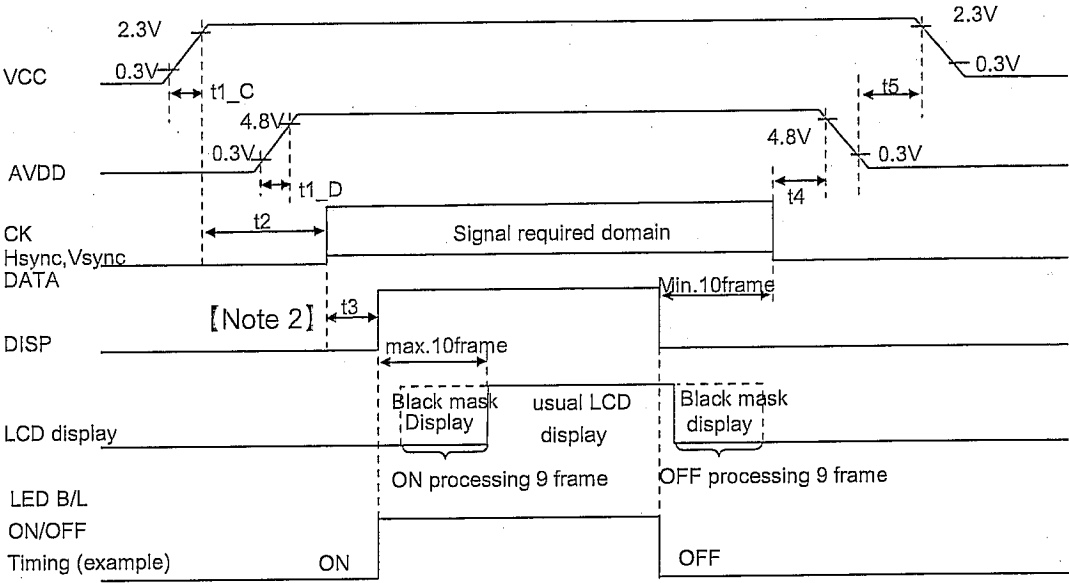 2.3V
2.3V
VCC
0.3V
0.3V
t1_C
t5
4.8V
4.8V
0.3V
0.3V
AVDD
t1_D
t4
t2
CK
Signal required domain
Hsync,Vsync
DATA
Min.10frame
【Note 2】
t3
DISP
max.10frame
Black mask
Display
usual LCD
display
Black mask
display
LCD display
ON processing 9 frame
OFF processing 9 frame
LED B/L
ON/OFF
Timing (example)
ON
OFF